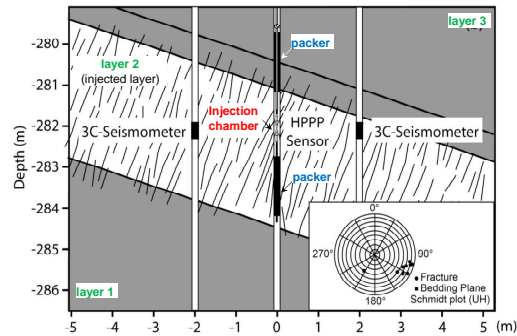 layer 3
-280
packer
layer 2
(injected layer)
-281
Injection
chamber
HPPP
Sensor
-282
3C-Seismometer
3C-Seismometer
Depth (m)
-283
packer
-284
0°
270°
90°
-285
Fracture
Bedding Plane
180°
Schmidt plot (UH)
layer 1
-286
-5 -4 -3 -2 -1 0 1 2 3 4 5 (m)